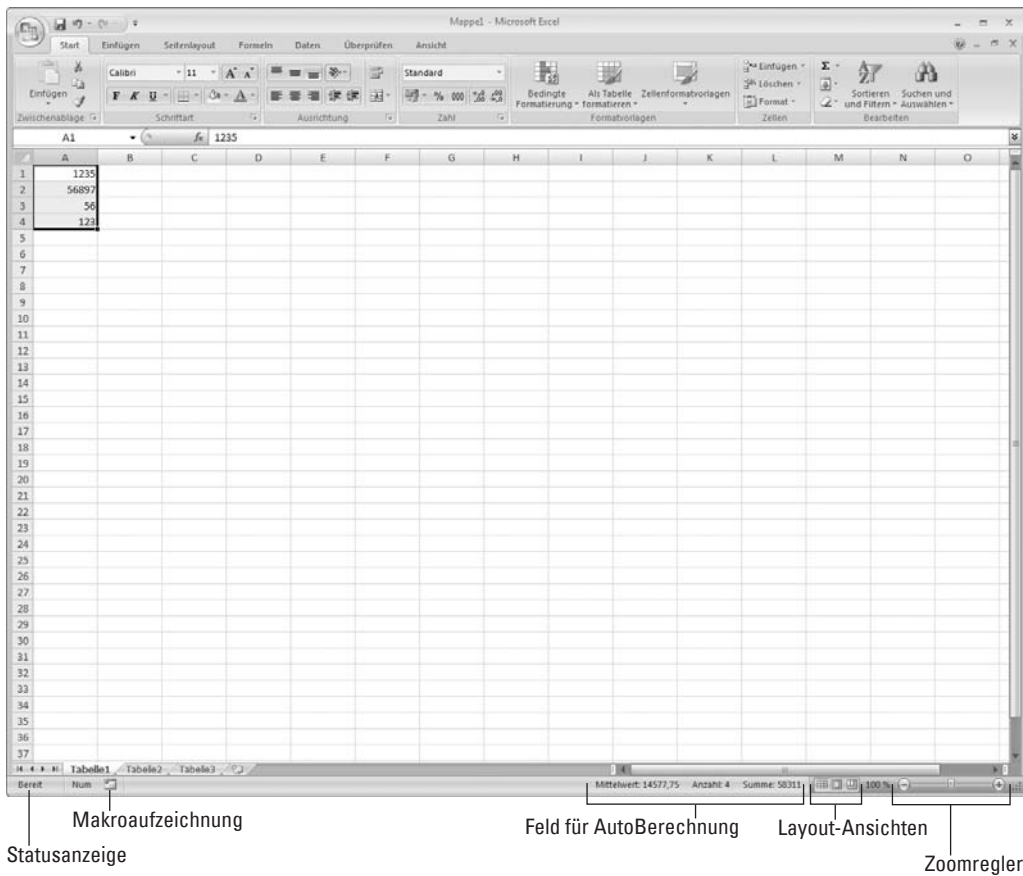 Mappe1 - Microsoft Excel
Start Einfügen Seitenlayout Formeln Daten Überprüfen Ansicht
Einfügen
Zwischenablage
Calibri 11
F K U
Schriftart
Ausrichtung
Standard
% 000
Zahl
Bedingte Formatierung
Als Tabelle formatieren
Zellenformatvorlagen
Formatvorlagen
Einfügen
Löschen
Format
Zellen
Σ
Sortieren und Filtern
Suchen und Auswählen
Bearbeiten
A1 fx 1235
A B C D E F G H I J K L M N O
1 1235
2 56897
3 56
4 123
5
6
7
8
9
10
11
12
13
14
15
16
17
18
19
20
21
22
23
24
25
26
27
28
29
30
31
32
33
34
35
36
37
Tabelle1 Tabelle2 Tabelle3
Bereit Num Mittelwert: 14577,75 Anzahl: 4 Summe: 58311 100 %
Makroaufzeichnung
Feld für AutoBerechnung
Layout-Ansichten
Statusanzeige
Zoomregler